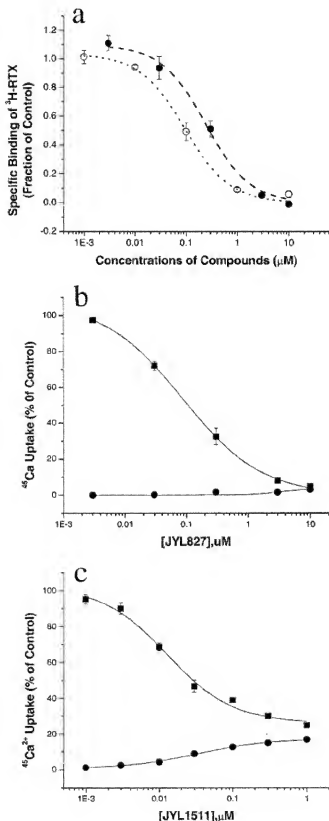 a
Specific Binding of ³H-RTX
(Fraction of Control)
1.2
1.0
0.8
0.6
0.4
0.2
0.0
-0.2
1E-3
0.01
0.1
1
10
Concentrations of Compounds (μM)
b
⁴⁵Ca Uptake (% 0f Control)
100
80
60
40
20
0
1E-3
0.01
0.1
1
10
[JYL827],uM
c
⁴⁵Ca²⁺ Uptake (% of Control)
100
80
60
40
20
0
1E-3
0.01
0.1
1
[JYL1511],μM